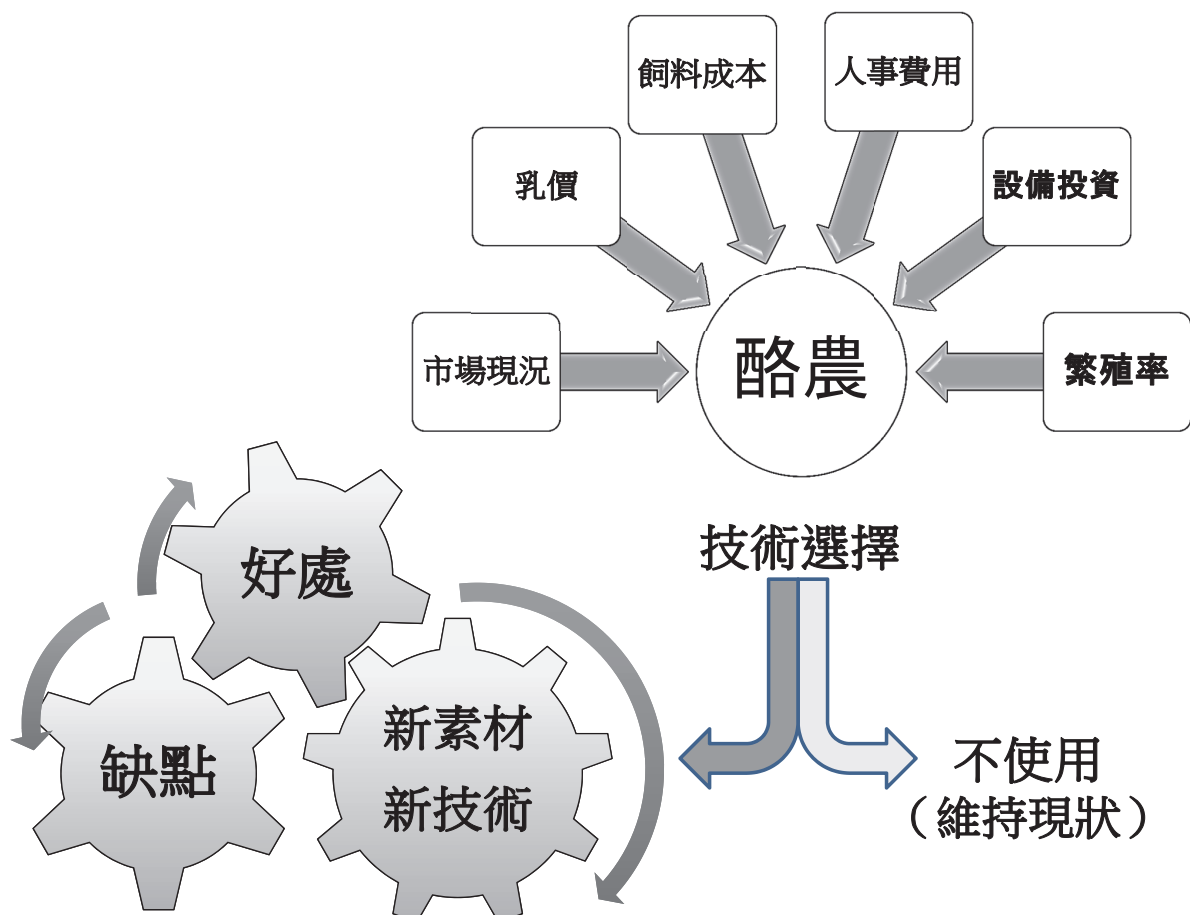 飼料成本
人事費用
乳價
設備投資
市場現況
酪農
繁殖率
技術選擇
好處
缺點
新素材
新技術
不使用
（維持現狀）